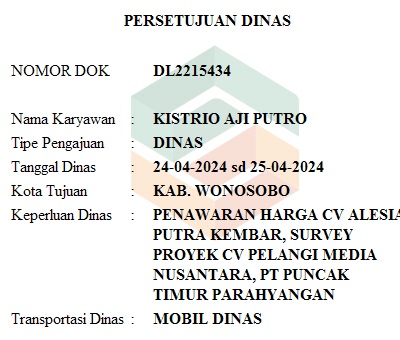 PERSETUJUAN DINAS
NOMOR DOK DL2215434
Nama Karyawan : KISTRIO AJI PUTRO
Tipe Pengajuan : DINAS
Tanggal Dinas : 24-04-2024 sd 25-04-2024
Kota Tujuan : KAB. WONOSOBO
Keperluan Dinas : PENAWARAN HARGA CV ALESIA
PUTRA KEMBAR, SURVEY
PROYEK CV PELANGI MEDIA
NUSANTARA, PT PUNCAK
TIMUR PARAHYANGAN
Transportasi Dinas : MOBIL DINAS